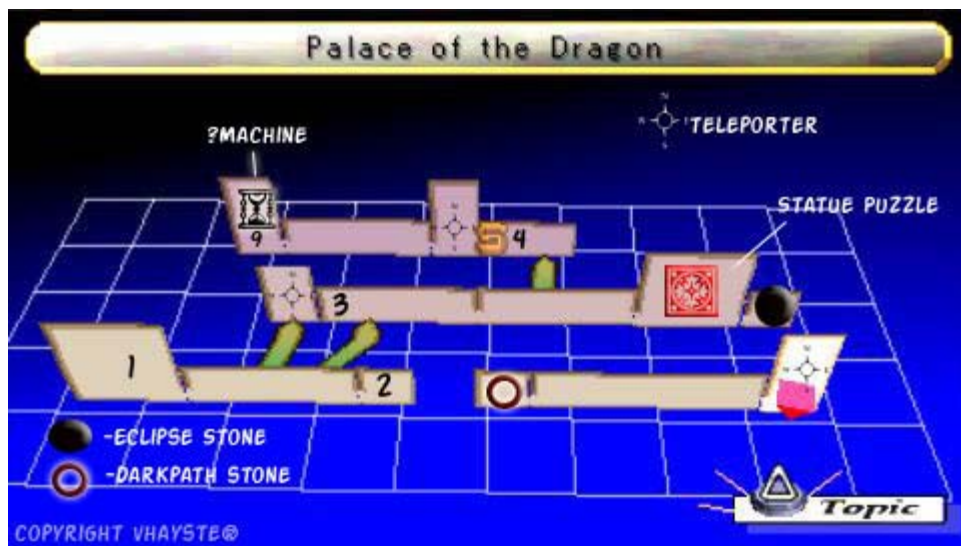 Palace of the Dragon
TELEPORTER
?MACHINE
STATUE PUZZLE
9
4
3
1
2
-ECLIPSE STONE
-DARKPATH STONE
Topic
COPYRIGHT VHAYSTE®